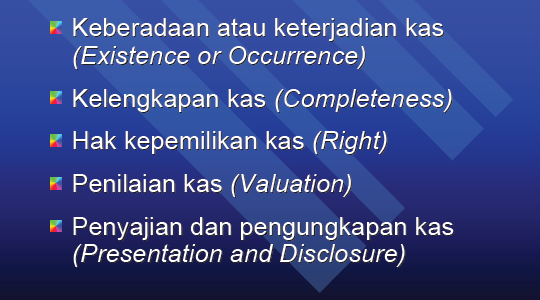 Keberadaan atau keterjadian kas
(Existence or Occurrence)
Kelengkapan kas (Completeness)
Hak kepemilikan kas (Right)
Penilaian kas (Valuation)
Penyajian dan pengungkapan kas
(Presentation and Disclosure)